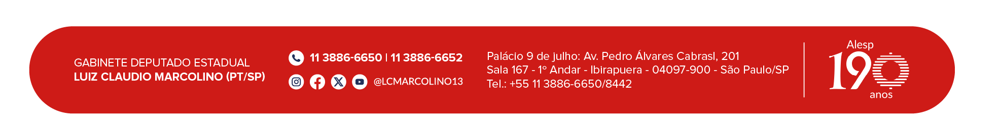 GABINETE DEPUTADO ESTADUAL
LUIZ CLAUDIO MARCOLINO (PT/SP)
11 3886-6650 | 11 3886-6652
@LCMARCOLINO13
Palácio 9 de julho: Av. Pedro Álvares Cabrasl, 201
Sala 167 - 1º Andar - Ibirapuera - 04097-900 - São Paulo/SP
Tel.: +55 11 3886-6650/8442
Alesp
190
anos